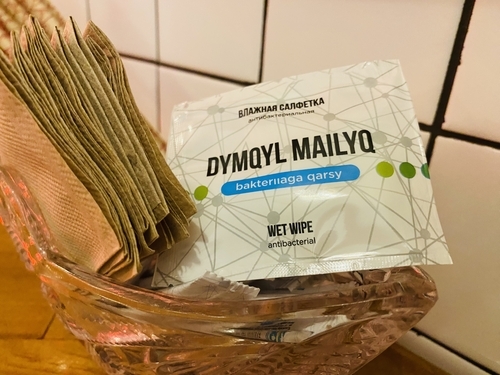 ВЛАЖНАЯ САЛФЕТКА
антибактериальная
DYMQYL MAILYQ
bakteriiaga qarsy
WET WIPE
antibacterial